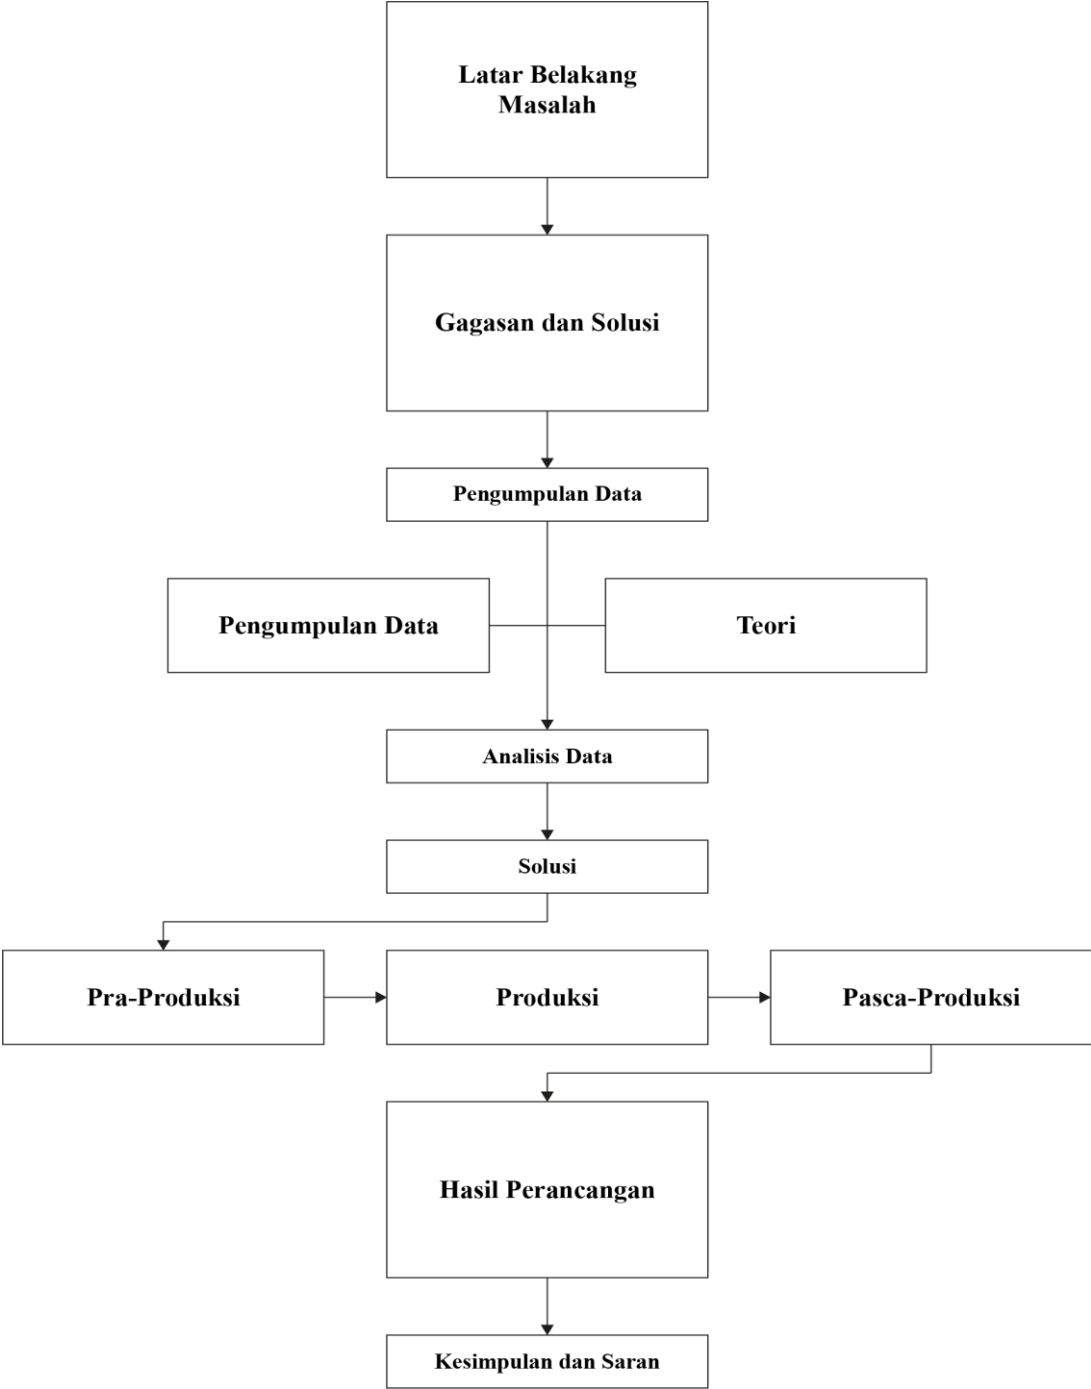 Latar Belakang
Masalah
Gagasan dan Solusi
Pengumpulan Data
Pengumpulan Data
Teori
Analisis Data
Solusi
Pra-Produksi
Produksi
Pasca-Produksi
Hasil Perancangan
Kesimpulan dan Saran